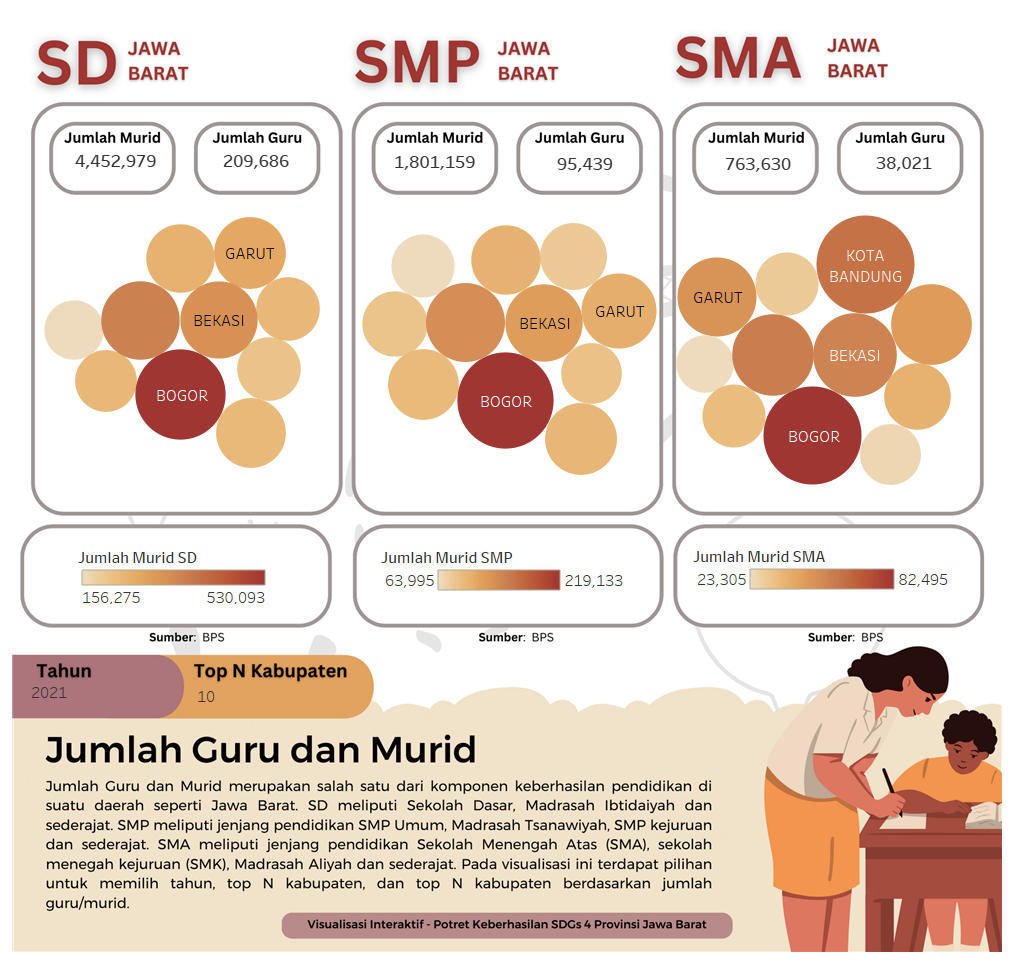 SD JAWA
BARAT
SMP JAWA
BARAT
SMA JAWA
BARAT
Jumlah Murid
4,452,979
Jumlah Guru
209,686
Jumlah Murid
1,801,159
Jumlah Guru
95,439
Jumlah Murid
763,630
Jumlah Guru
38,021
GARUT
BEKASI
BOGOR
GARUT
BEKASI
BOGOR
KOTA
BANDUNG
GARUT
BEKASI
BOGOR
Jumlah Murid SD
156,275 530,093
Jumlah Murid SMP
63,995 219,133
Jumlah Murid SMA
23,305 82,495
Sumber: BPS
Sumber: BPS
Sumber: BPS
Tahun
2021
Top N Kabupaten
10
Jumlah Guru dan Murid
Jumlah Guru dan Murid merupakan salah satu dari komponen keberhasilan pendidikan di
suatu daerah seperti Jawa Barat. SD meliputi Sekolah Dasar, Madrasah Ibtidaiyah dan
sederajat. SMP meliputi jenjang pendidikan SMP Umum, Madrasah Tsanawiyah, SMP kejuruan
dan sederajat. SMA meliputi jenjang pendidikan Sekolah Menengah Atas (SMA), sekolah
menegah kejuruan (SMK), Madrasah Aliyah dan sederajat. Pada visualisasi ini terdapat pilihan
untuk memilih tahun, top N kabupaten, dan top N kabupaten berdasarkan jumlah
guru/murid.
Visualisasi Interaktif - Potret Keberhasilan SDGs 4 Provinsi Jawa Barat